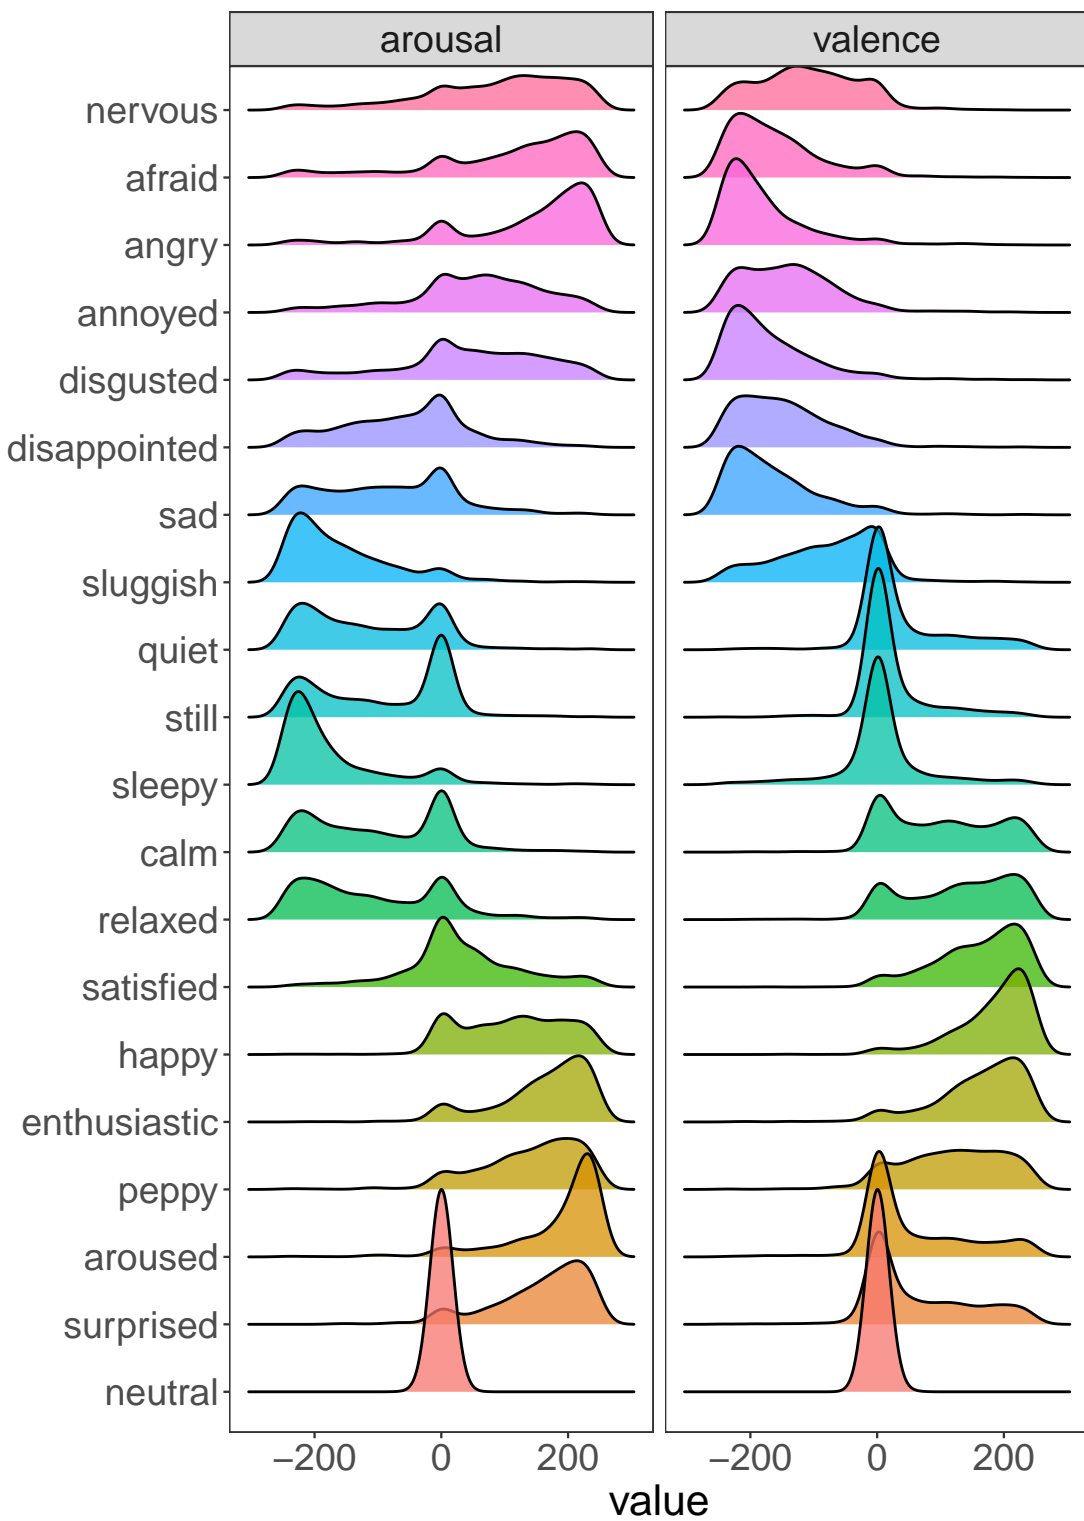 arousal valence
nervous
afraid
angry
annoyed
disgusted
disappointed
sad
sluggish
quiet
still
sleepy
calm
relaxed
satisfied
happy
enthusiastic
peppy
aroused
surprised
neutral
−200 0 200 −200 0 200
value